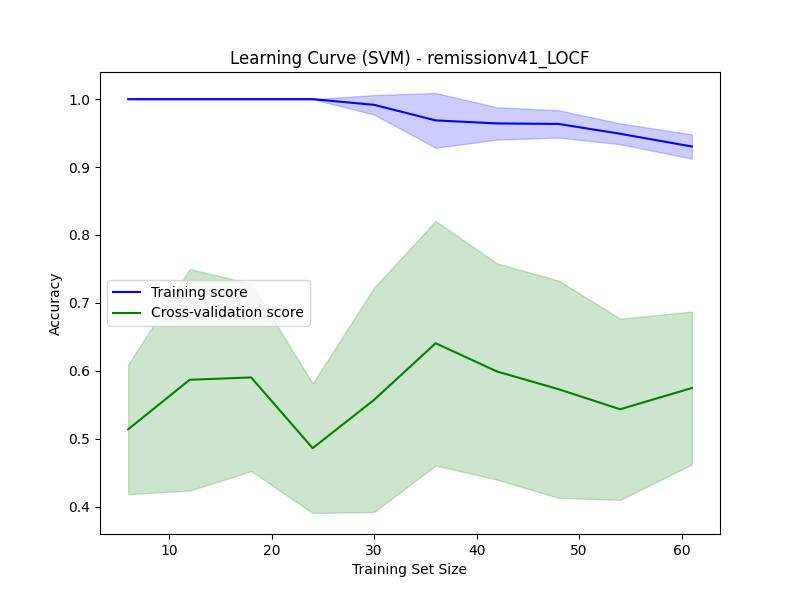 Learning Curve (SVM) - remissionv41_LOCF
Accuracy
1.0
0.9
0.8
0.7
0.6
0.5
0.4
Training score
Cross-validation score
10 20 30 40 50 60
Training Set Size